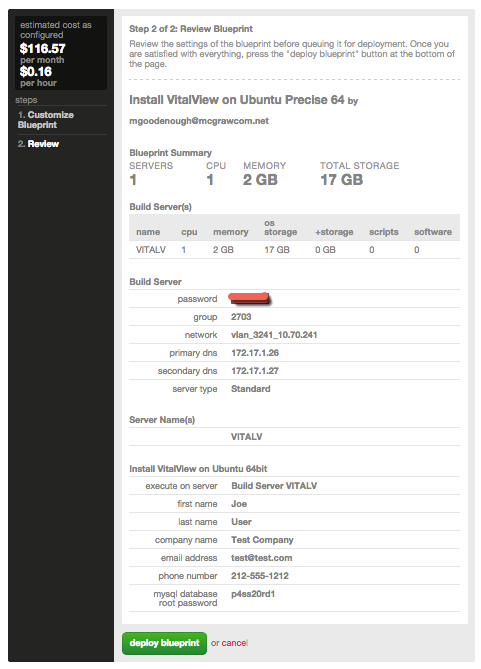 estimated cost as
configured
$116.57
per month
$0.16
per hour
steps
1. Customize
Blueprint
2. Review
Step 2 of 2: Review Blueprint
Review the settings of the blueprint before queuing it for deployment. Once you
are satisfied with everything, press the "deploy blueprint" button at the bottom of
the page.
Install VitalView on Ubuntu Precise 64 by
mgoodenough@mcgrawcom.net
Blueprint Summary
SERVERS CPU MEMORY TOTAL STORAGE
1 1 2 GB 17 GB
Build Server(s)
name cpu memory os storage +storage scripts software
VITALV 1 2 GB 17 GB 0 GB 0 0
Build Server
password
group 2703
network vlan_3241_10.70.241
primary dns 172.17.1.26
secondary dns 172.17.1.27
server type Standard
Server Name(s)
VITALV
Install VitalView on Ubuntu 64bit
execute on server Build Server VITALV
first name Joe
last name User
company name Test Company
email address test@test.com
phone number 212-555-1212
mysql database root password p4ss20rd1
deploy blueprint or cancel